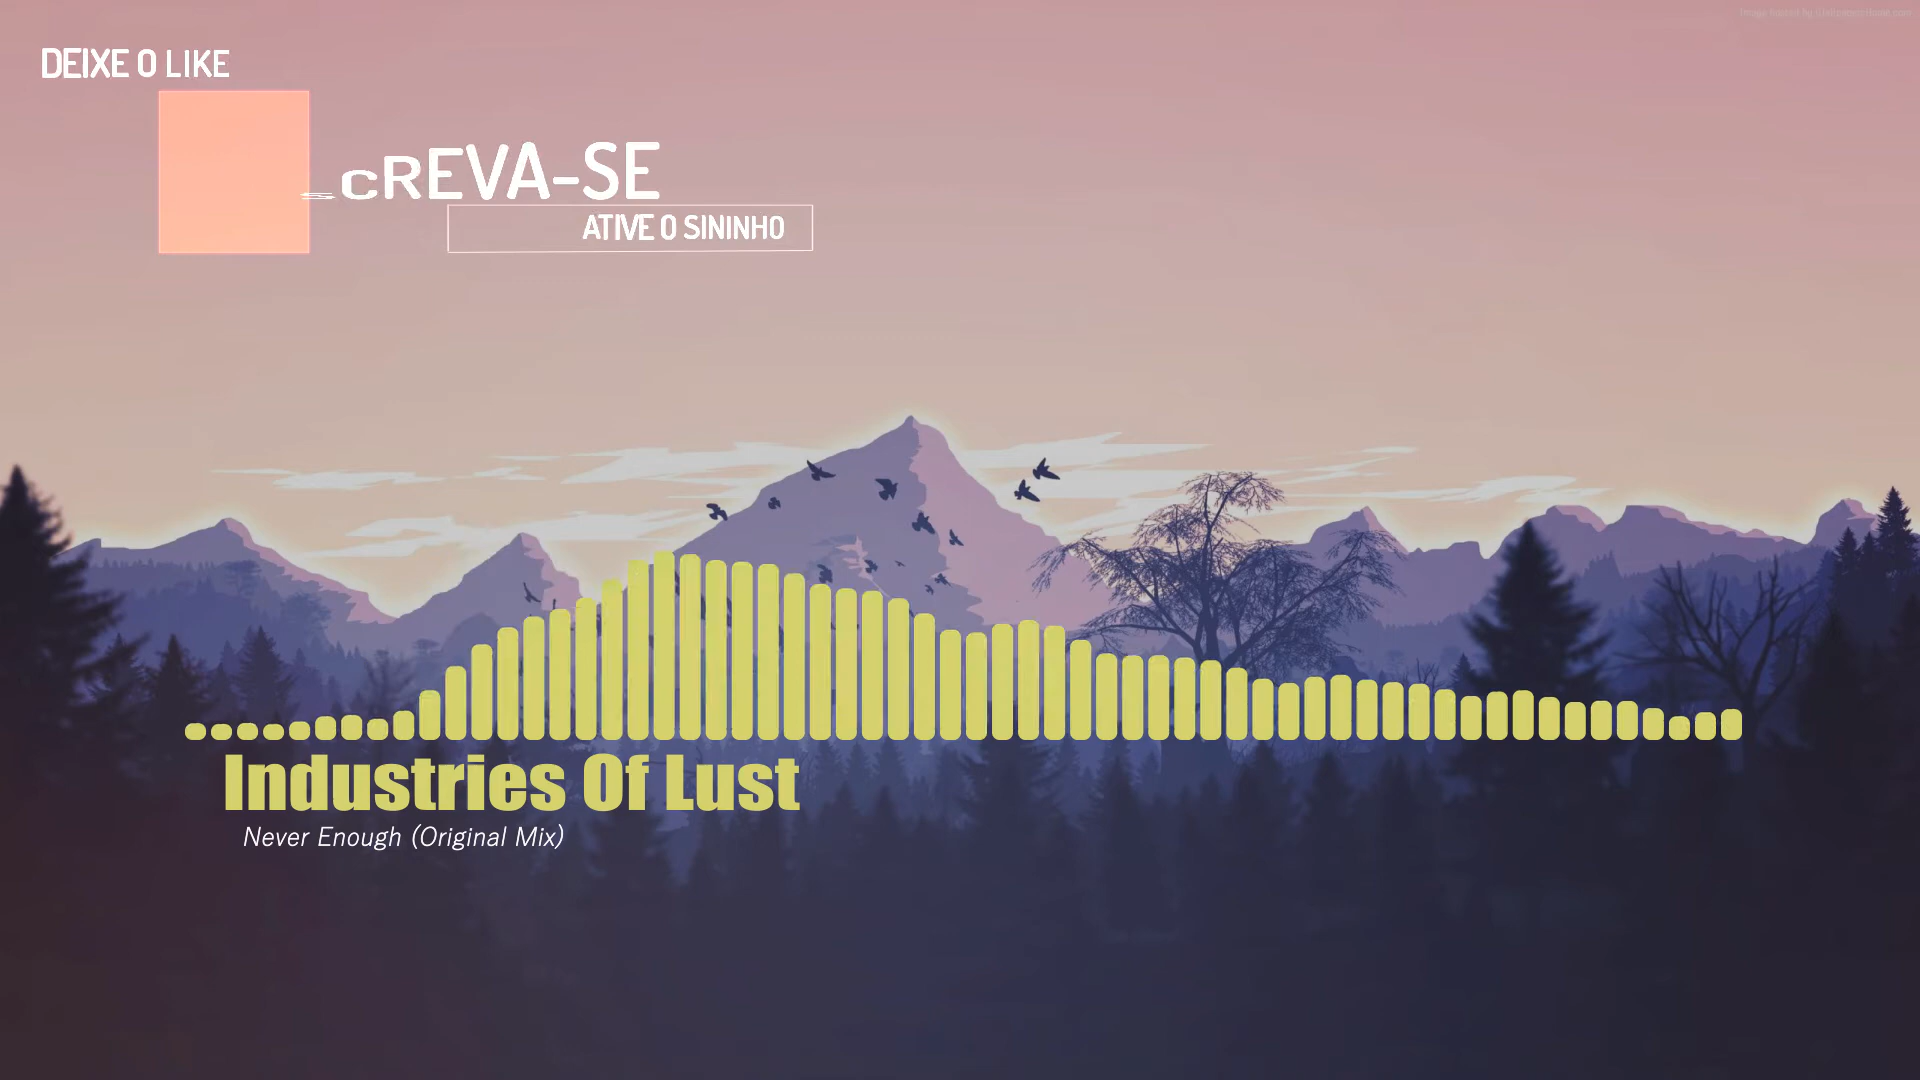 DEIXE O LIKE
CREVA-SE
ATIVE O SININHO
Industries Of Lust
Never Enough (Original Mix)